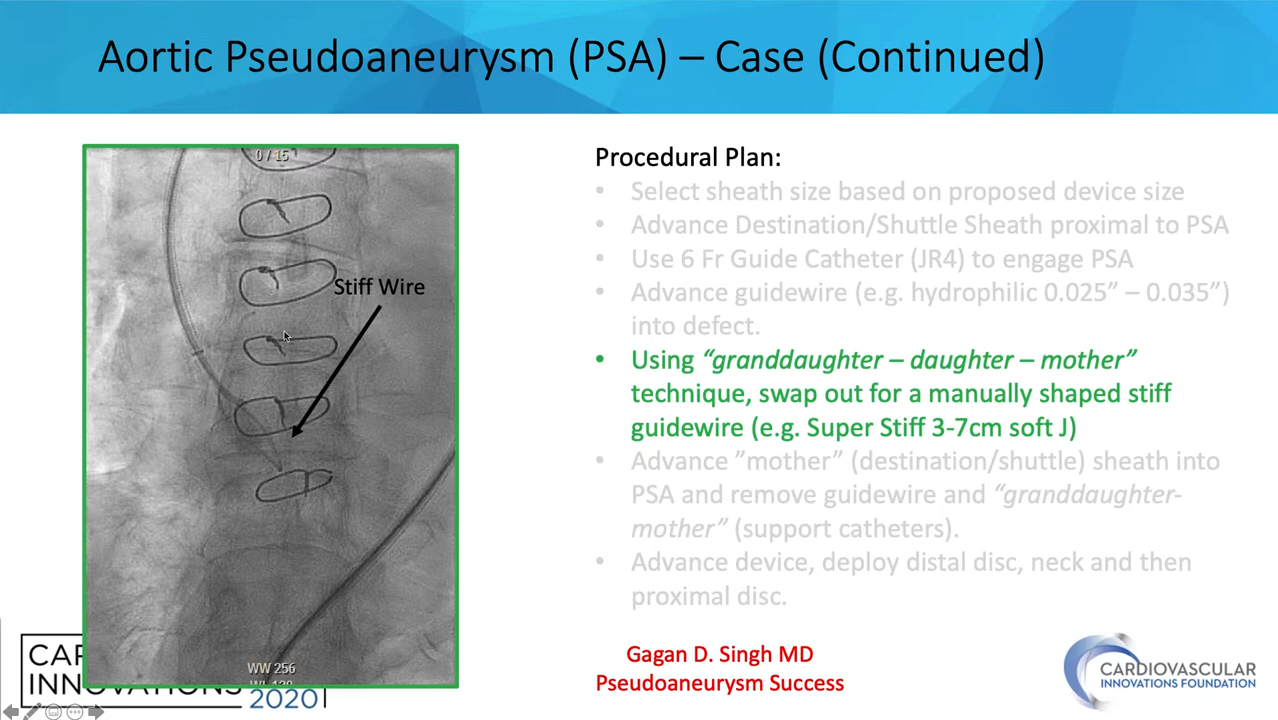 Aortic Pseudoaneurysm (PSA) – Case (Continued)
0 / 15
Stiff Wire
WW 256
Procedural Plan:
• Select sheath size based on proposed device size
• Advance Destination/Shuttle Sheath proximal to PSA
• Use 6 Fr Guide Catheter (JR4) to engage PSA
• Advance guidewire (e.g. hydrophilic 0.025” – 0.035”)
into defect.
• Using “granddaughter – daughter – mother”
technique, swap out for a manually shaped stiff
guidewire (e.g. Super Stiff 3-7cm soft J)
• Advance ”mother” (destination/shuttle) sheath into
PSA and remove guidewire and “granddaughter-
mother” (support catheters).
• Advance device, deploy distal disc, neck and then
proximal disc.
Gagan D. Singh MD
Pseudoaneurysm Success
2020
CARDIOVASCULAR
INNOVATIONS FOUNDATION